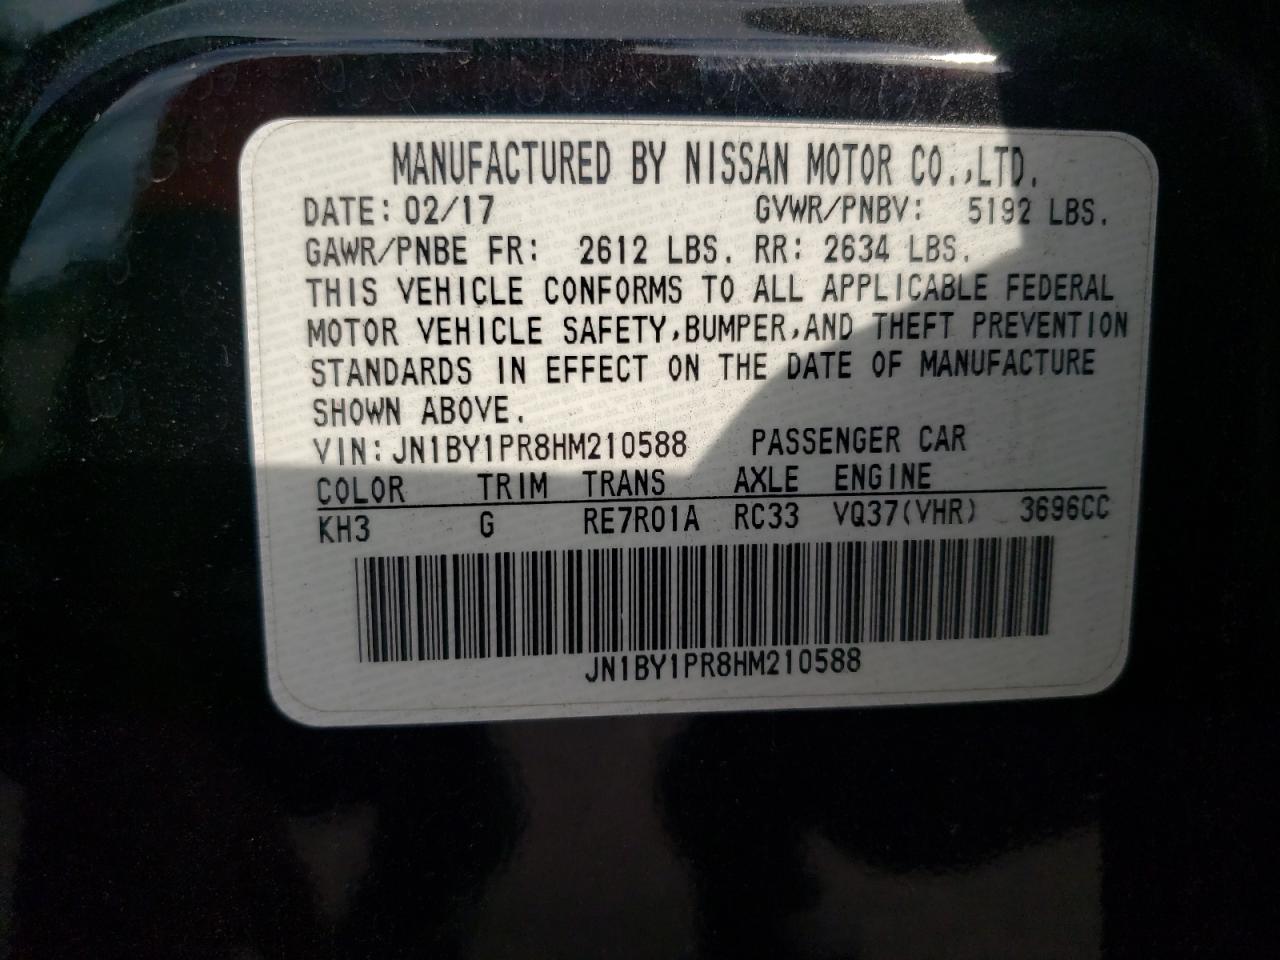 MANUFACTURED BY NISSAN MOTOR CO.,LTD.
DATE: 02/17 GVWR/PNBV: 5192 LBS.
GAWR/PNBE FR: 2612 LBS. RR: 2634 LBS.
THIS VEHICLE CONFORMS TO ALL APPLICABLE FEDERAL
MOTOR VEHICLE SAFETY,BUMPER,AND THEFT PREVENTION
STANDARDS IN EFFECT ON THE DATE OF MANUFACTURE
SHOWN ABOVE.
VIN:JN1BY1PR8HM210588 PASSENGER CAR
COLOR TRIM TRANS AXLE ENGINE
KH3 G RE7R01A RC33 VQ37(VHR) 3696CC
JN1BY1PR8HM210588